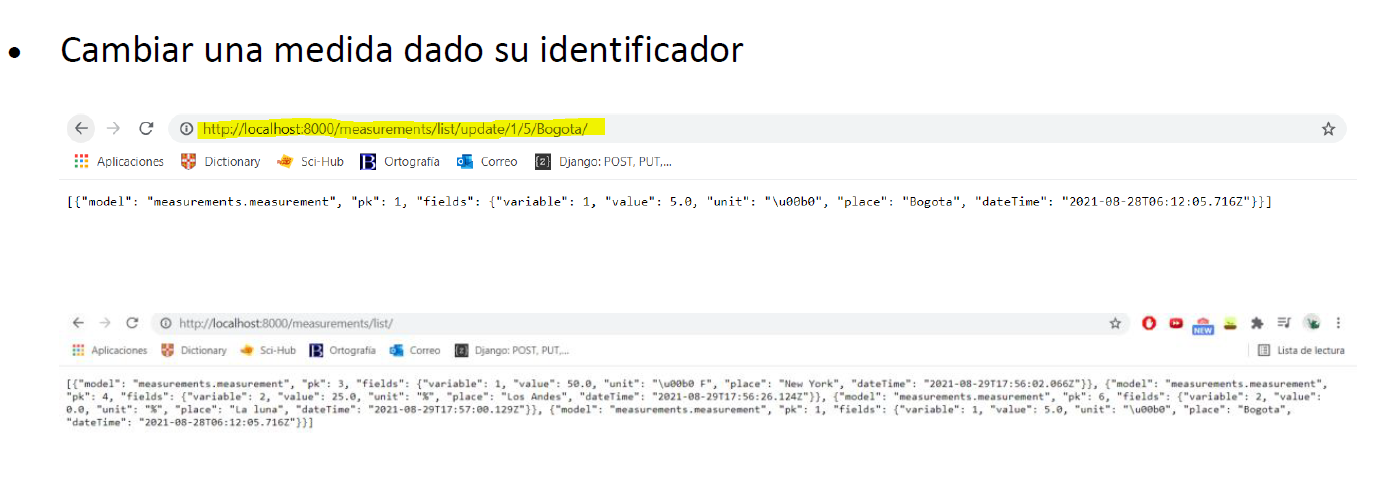 • Cambiar una medida dado su identificador
http://localhost:8000/measurements/list/update/1/5/Bogota/
Aplicaciones Dictionary Sci-Hub B Ortografía Correo {z} Django: POST, PUT,...
[{"model": "measurements.measurement", "pk": 1, "fields": {"variable": 1, "value": 5.0, "unit": "\u00b0", "place": "Bogota", "dateTime": "2021-08-28T06:12:05.716Z"}}]
http://localhost:8000/measurements/list/
NEW
Aplicaciones Dictionary Sci-Hub B Ortografía Correo {z} Django: POST, PUT,... Lista de lectura
[{"model": "measurements.measurement", "pk": 3, "fields": {"variable": 1, "value": 50.0, "unit": "\u00b0 F", "place": "New York", "dateTime": "2021-08-29T17:56:02.066Z"}}, {"model": "measurements.measurement",
"pk": 4, "fields": {"variable": 2, "value": 25.0, "unit": "%", "place": "Los Andes", "dateTime": "2021-08-29T17:56:26.124Z"}}, {"model": "measurements.measurement", "pk": 6, "fields": {"variable": 2, "value":
0.0, "unit": "%", "place": "La luna", "dateTime": "2021-08-29T17:57:00.129Z"}}, {"model": "measurements.measurement", "pk": 1, "fields": {"variable": 1, "value": 5.0, "unit": "\u00b0", "place": "Bogota",
"dateTime": "2021-08-28T06:12:05.716Z"}}]